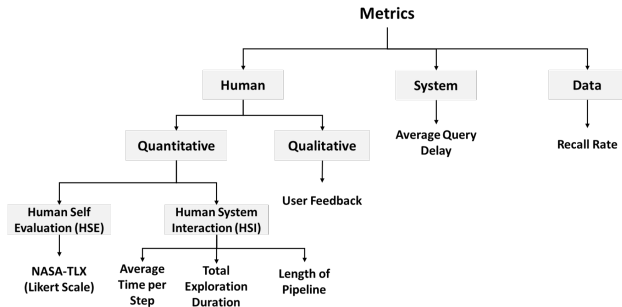 Metrics
Human
System
Data
Quantitative
Qualitative
Average Query
Delay
Recall Rate
User Feedback
Human Self
Evaluation (HSE)
Human System
Interaction (HSI)
NASA-TLX
(Likert Scale)
Average
Time per
Step
Total
Exploration
Duration
Length of
Pipeline